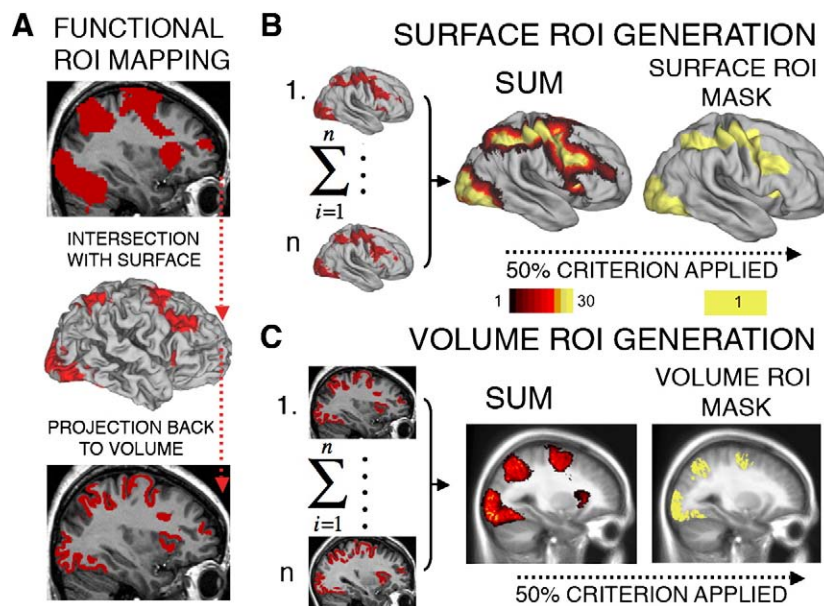 A FUNCTIONAL
ROI MAPPING
INTERSECTION
WITH SURFACE
PROJECTION BACK
TO VOLUME
B SURFACE ROI GENERATION
1.
n
∑
i=1
n
SUM
SURFACE ROI
MASK
50% CRITERION APPLIED
1 30
1
C VOLUME ROI GENERATION
1.
n
∑
i=1
n
SUM
VOLUME ROI
MASK
50% CRITERION APPLIED